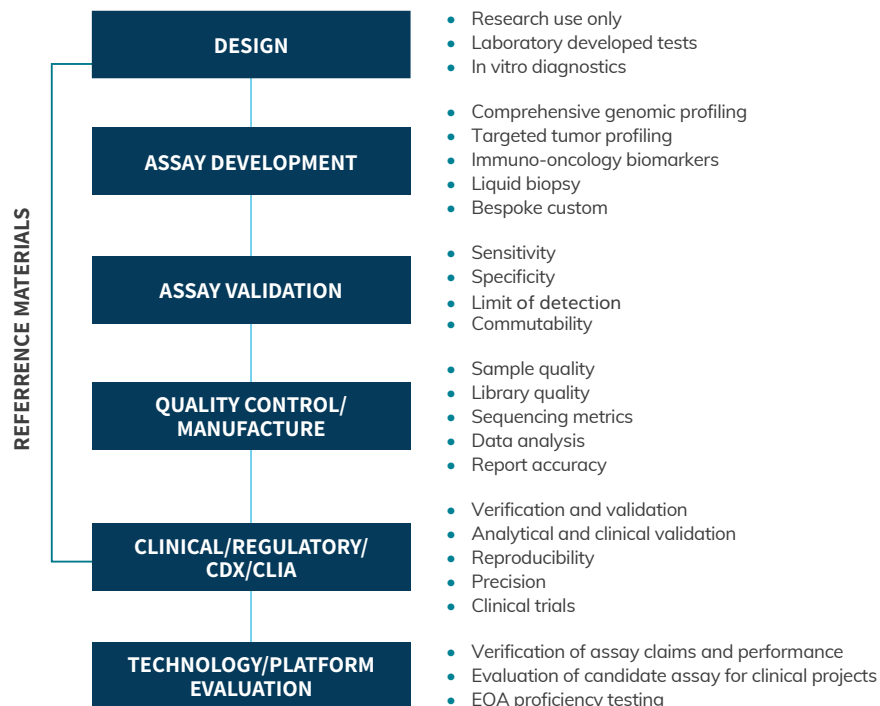 REFERRENCE MATERIALS
DESIGN
• Research use only
• Laboratory developed tests
• In vitro diagnostics
ASSAY DEVELOPMENT
• Comprehensive genomic profiling
• Targeted tumor profiling
• Immuno-oncology biomarkers
• Liquid biopsy
• Bespoke custom
ASSAY VALIDATION
• Sensitivity
• Specificity
• Limit of detection
• Commutability
QUALITY CONTROL/
MANUFACTURE
• Sample quality
• Library quality
• Sequencing metrics
• Data analysis
• Report accuracy
CLINICAL/REGULATORY/
CDX/CLIA
• Verification and validation
• Analytical and clinical validation
• Reproducibility
• Precision
• Clinical trials
TECHNOLOGY/PLATFORM
EVALUATION
• Verification of assay claims and performance
• Evaluation of candidate assay for clinical projects
• EQA proficiency testing